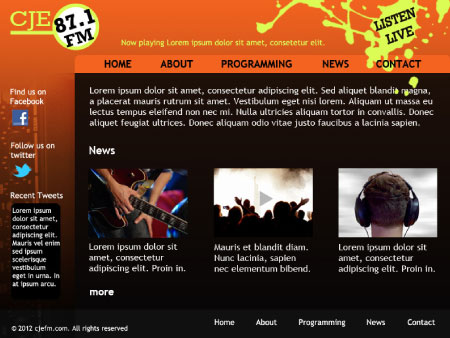 CJE
87.1
FM
LISTEN
LIVE
Now playing Lorem ipsum dolor sit amet, consetetur elit.
HOME ABOUT PROGRAMMING NEWS CONTACT
Find us on
Facebook
f
Follow us on
twitter
Recent Tweets
Lorem ipsum
dolor sit amet,
consectetur
adipiscing elit.
Mauris vel enim
sed ipsum
scelerisque
vestibulum
eget in urna. In
at ipsum arcu.
Lorem ipsum dolor sit amet, consectetur adipiscing elit. Sed aliquet blandit magna,
a placerat mauris rutrum sit amet. Vestibulum eget nisi lorem. Aliquam ut massa eu
lectus tempus eleifend non nec mi. Nulla ultricies aliquam tortor in convallis. Donec
aliquet feugiat ultrices. Donec aliquam odio vitae justo faucibus a lacinia sapien.
News
Lorem ipsum dolor sit
amet, consectetur
adipiscing elit. Proin in.
Mauris et blandit diam.
Nunc lacinia, sapien
nec elementum bibend.
Lorem ipsum dolor sit
amet, consectetur
adipiscing elit. Proin in.
more
© 2012 cjefm.com. All rights reserved
Home About Programming News Contact